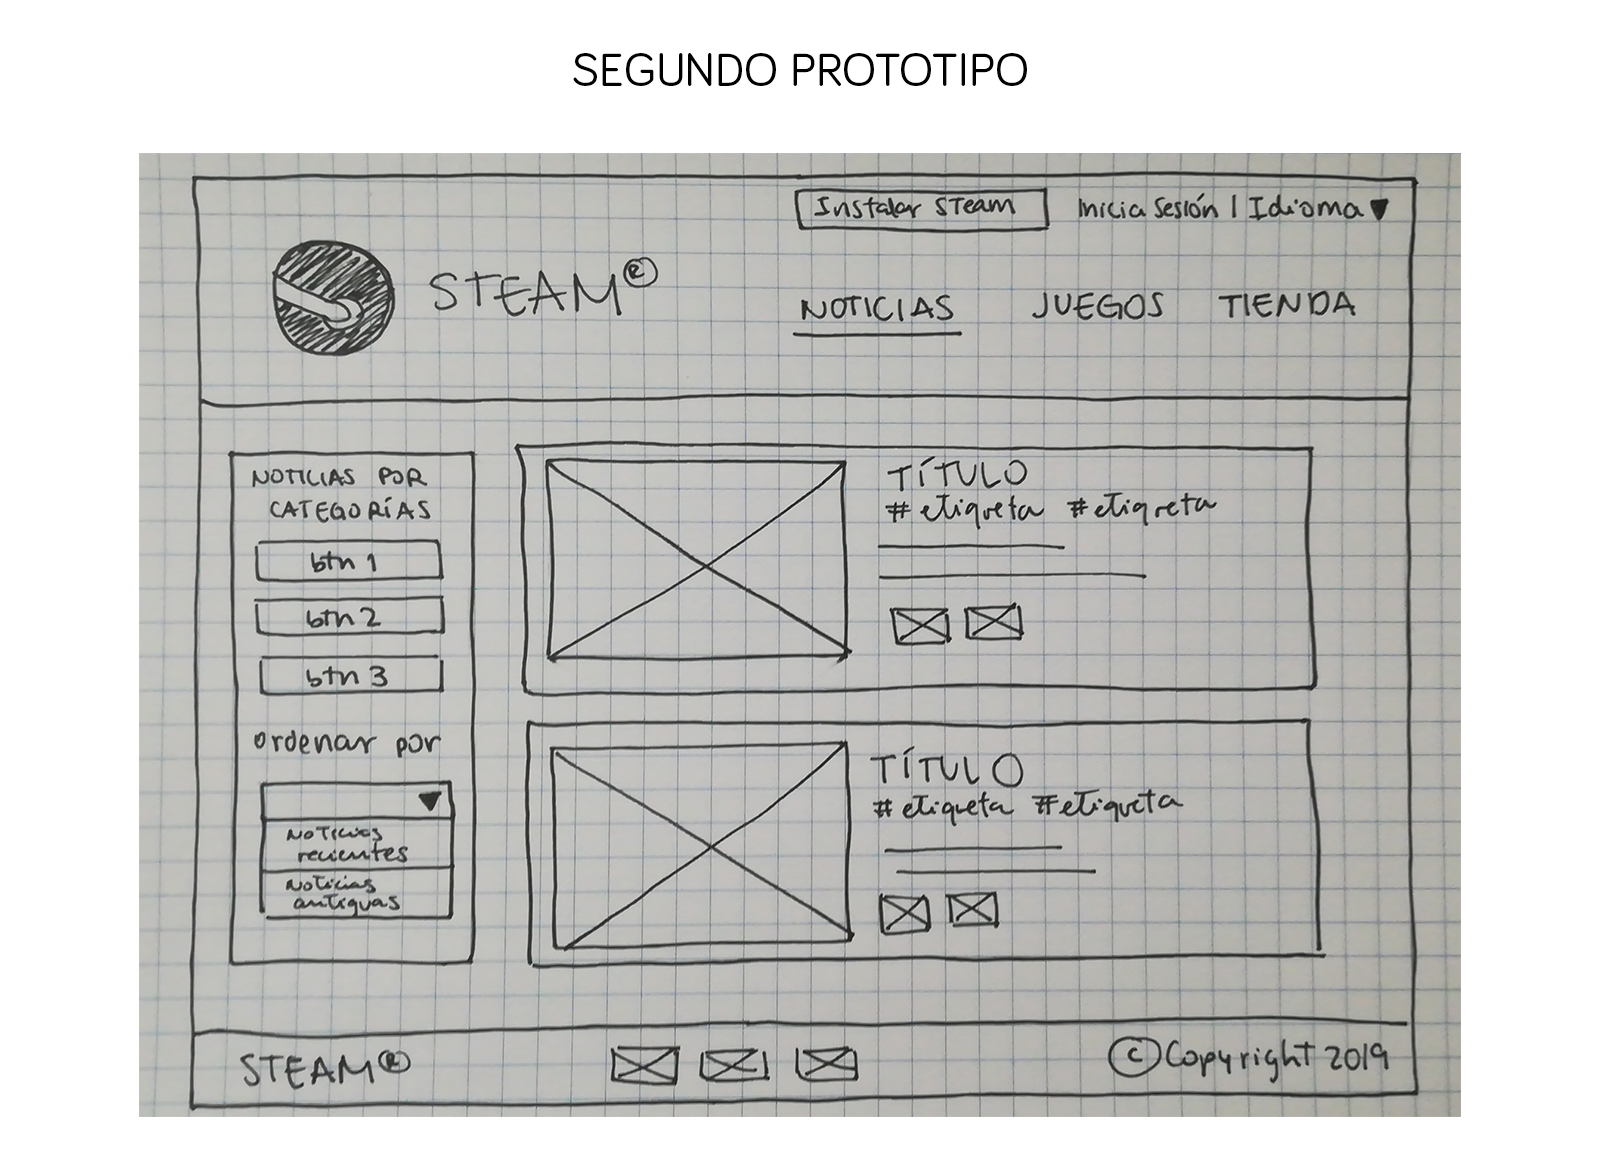 SEGUNDO PROTOTIPO
Instalar Steam
Inicia Sesión | Idioma
STEAM®
NOTICIAS JUEGOS TIENDA
NOTICIAS POR
CATEGORÍAS
btn 1
btn 2
btn 3
ordenar por
Noticias
recientes
Noticias
antiguas
TÍTULO
#etiqueta #etiqueta
TÍTULO
#etiqueta #etiqueta
STEAM®
©Copyright 2019